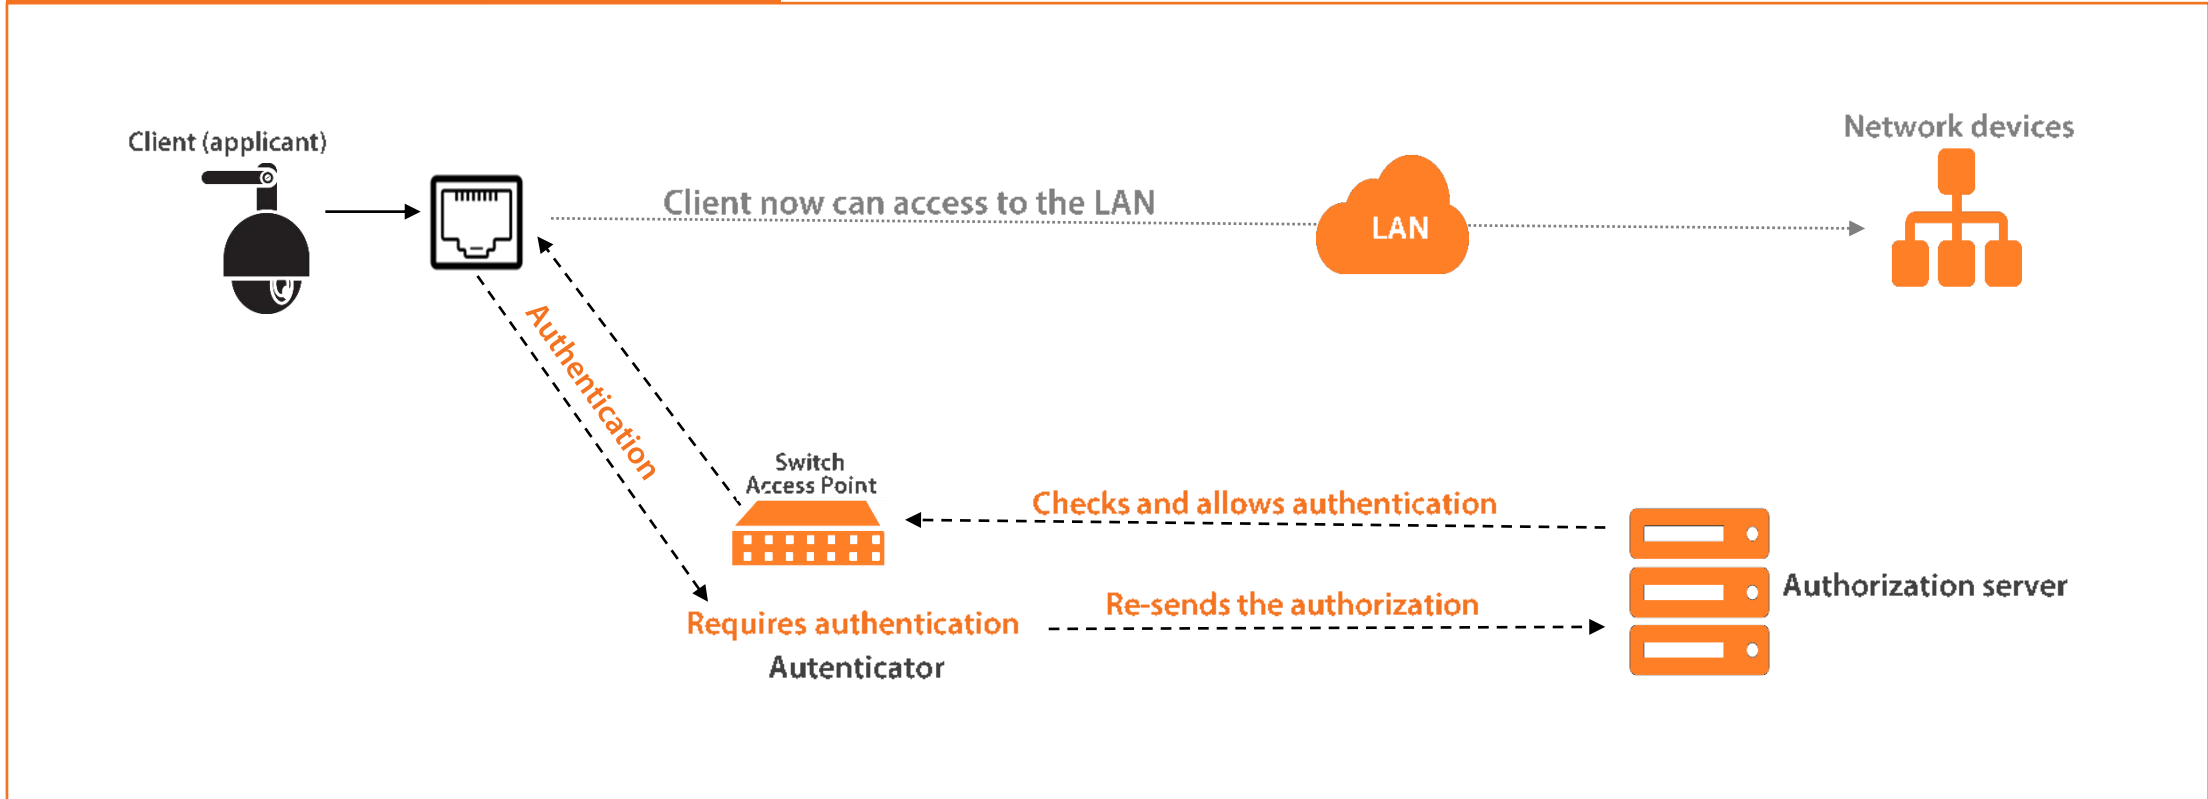 Client (applicant)
Network devices
Client now can access to the LAN
LAN
Authentication
Switch
Access Point
Checks and allows authentication
Authorization server
Re-sends the authorization
Requires authentication
Autenticator